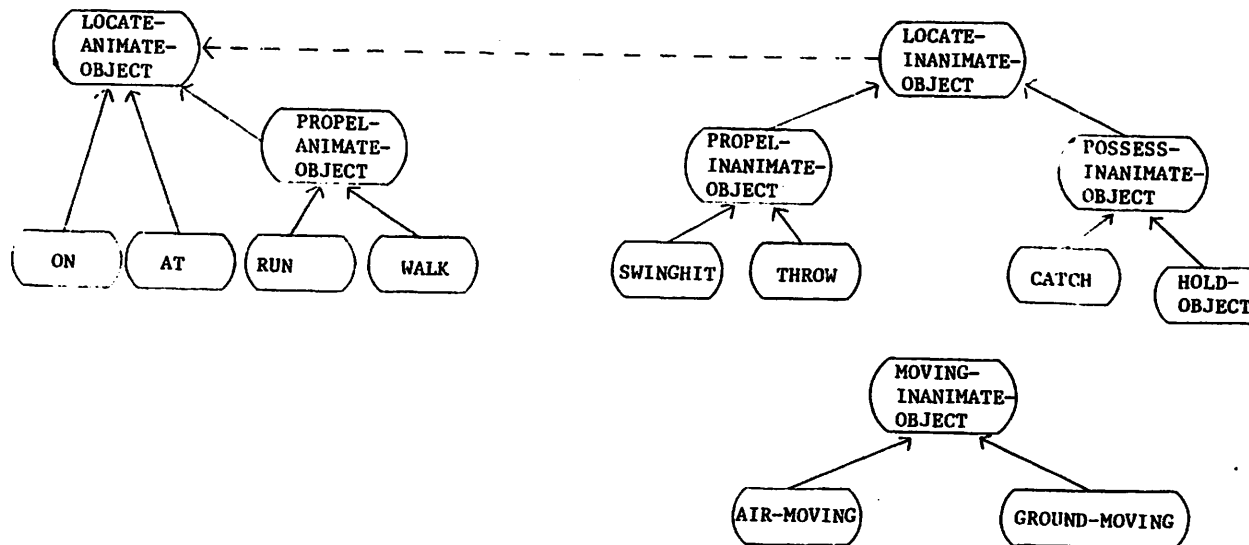 LOCATE-
ANIMATE-
OBJECT
LOCATE-
INANIMATE-
OBJECT
PROPEL-
ANIMATE-
OBJECT
PROPEL-
INANIMATE-
OBJECT
POSSESS-
INANIMATE-
OBJECT
ON
AT
RUN
WALK
SWINGHIT
THROW
CATCH
HOLD-
OBJECT
MOVING-
INANIMATE-
OBJECT
AIR-MOVING
GROUND-MOVING